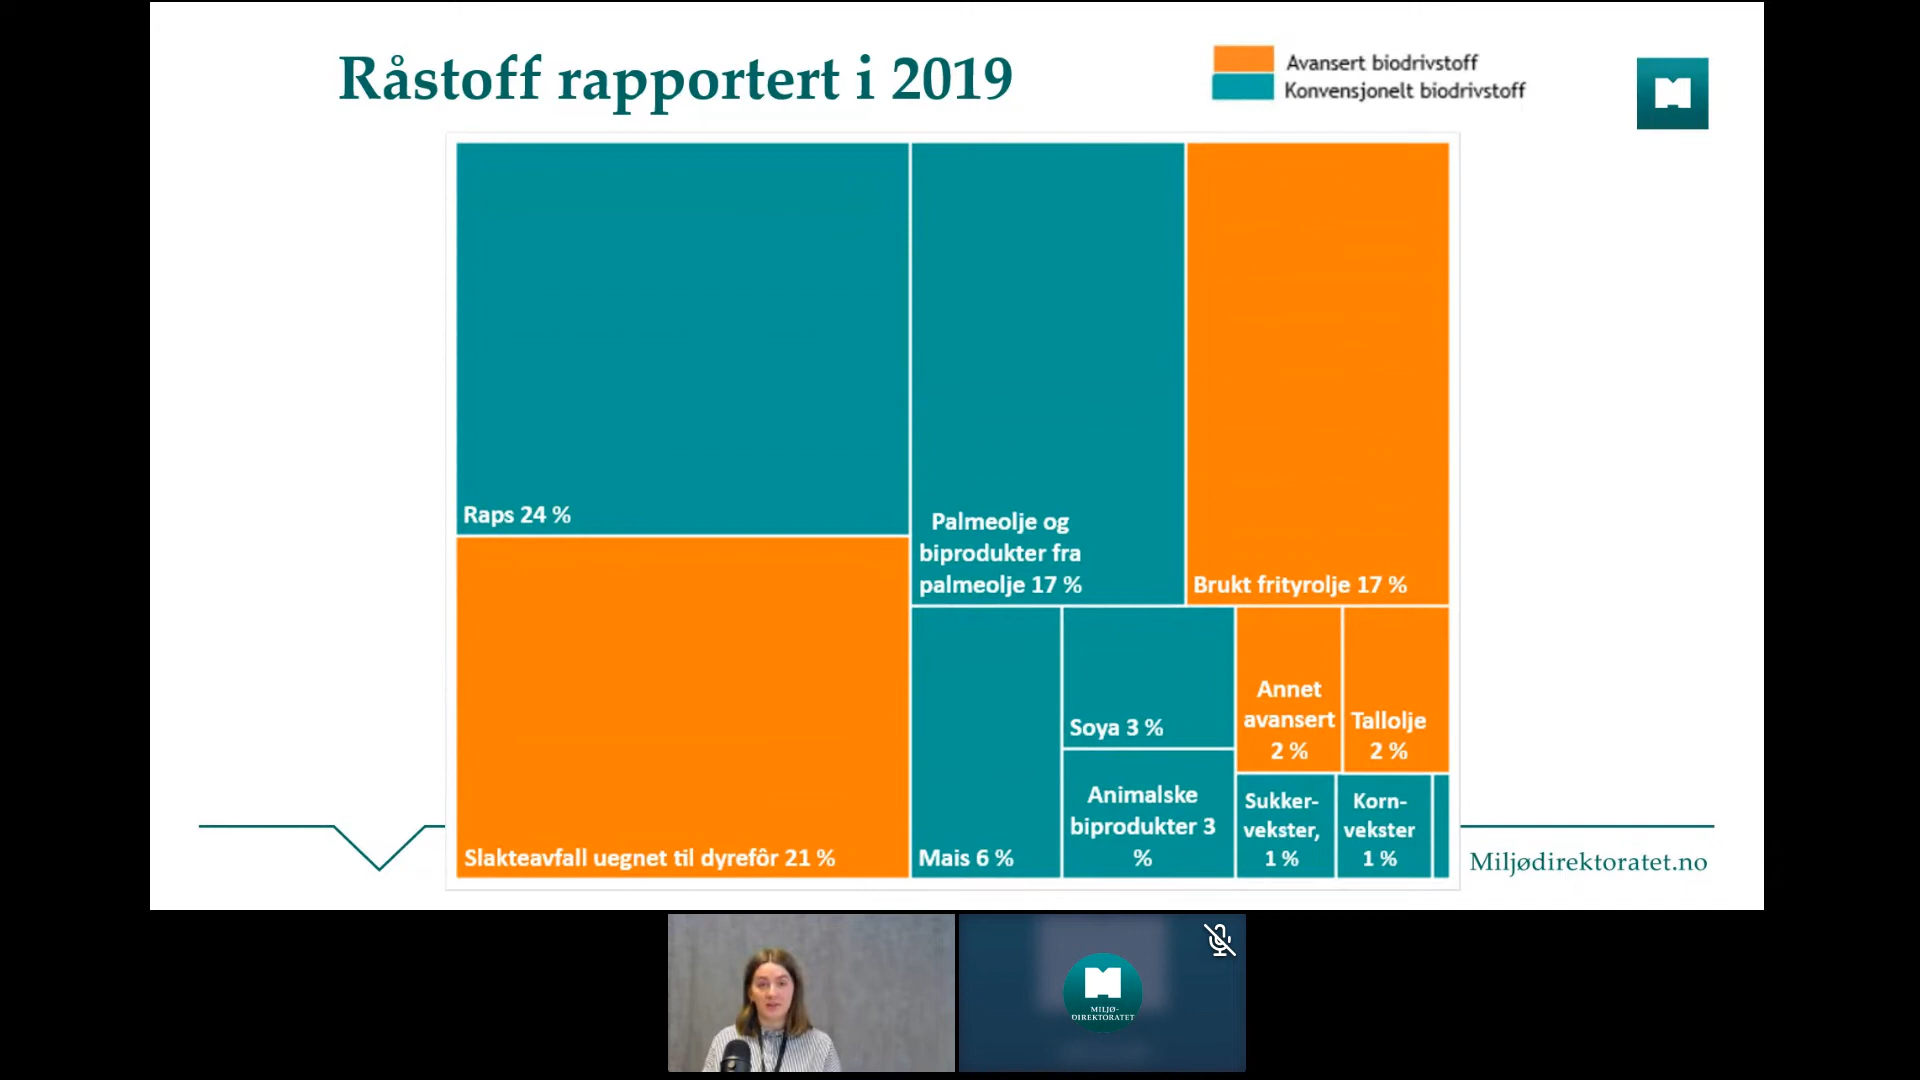 Råstoff rapportert i 2019
Avansert biodrivstoff
Konvensjonelt biodrivstoff
Raps 24 %
Palmeolje og
biprodukter fra
palmeolje 17 %
Brukt frityrolje 17 %
Slakteavfall uegnet til dyrefôr 21 %
Mais 6 %
Soya 3 %
Animalske
biprodukter 3
%
Annet
avansert
2 %
Tallolje
2 %
Sukker-
vekster,
1 %
Korn-
vekster
1 %
Miljødirektoratet.no
MILJØ-
DIREKTORATET